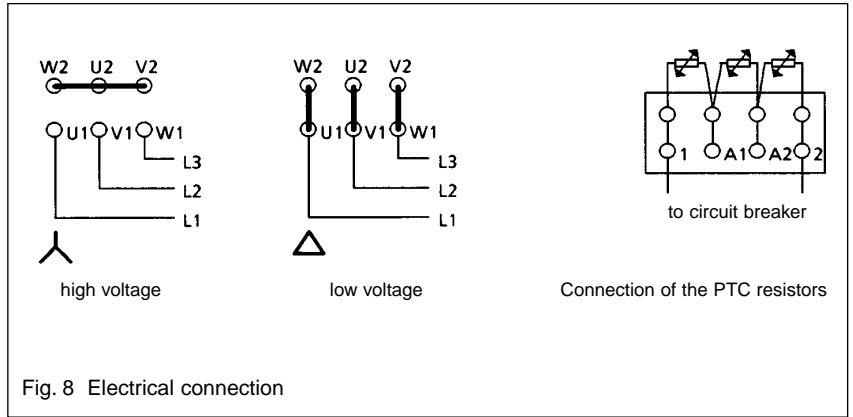 W2 U2 V2
U1 V1 W1
L3
L2
L1
high voltage
W2 U2 V2
U1 V1 W1
L3
L2
L1
low voltage
1 A1 A2 2
to circuit breaker
Connection of the PTC resistors
Fig. 8 Electrical connection